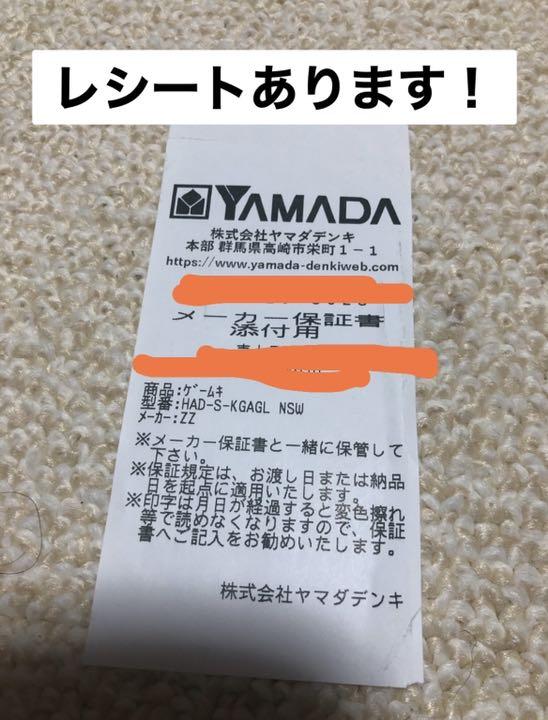 レシートあります！
YAMADA
株式会社ヤマダデンキ
本部 群馬県高崎市栄町１－１
https://www.yamada-denkiweb.com
メーカー保証書
添付用
商品:ｹﾞｰﾑｷ
型番:HAD-S-KGAGL NSW
ﾒｰｶｰ:ZZ
※メーカー保証書と一緒に保管して
下さい。
※保証規定は、お渡し日または納品
日を起点に適用いたします。
※印字は月日が経過すると変色擦れ
等で読めなくなりますので、保証
書へご記入をお勧めいたします。
株式会社ヤマダデンキ